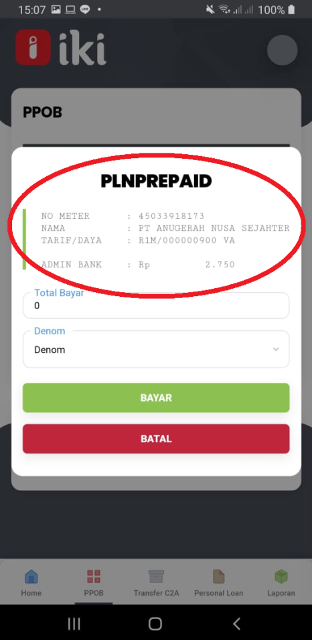 15:07
100%
iki
PPOB
PLNPREPAID
NO METER : 45033918173
NAMA : PT ANUGERAH NUSA SEJAHTER
TARIF/DAYA : R1M/000000900 VA
ADMIN BANK : Rp 2.750
Total Bayar
0
Denom
Denom
BAYAR
BATAL
Home
PPOB
Transfer C2A
Personal Loan
Laporan